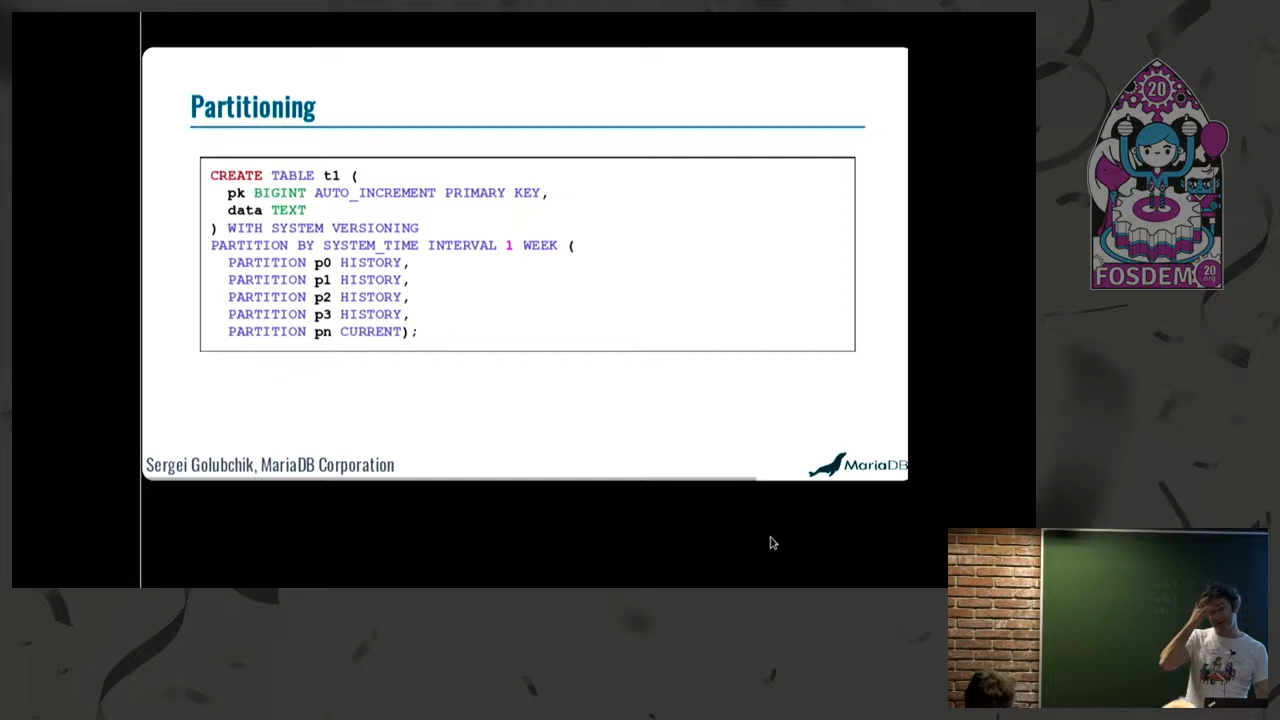 Partitioning
CREATE TABLE t1 (
pk BIGINT AUTO_INCREMENT PRIMARY KEY,
data TEXT
) WITH SYSTEM VERSIONING
PARTITION BY SYSTEM_TIME INTERVAL 1 WEEK (
PARTITION p0 HISTORY,
PARTITION p1 HISTORY,
PARTITION p2 HISTORY,
PARTITION p3 HISTORY,
PARTITION pn CURRENT);
Sergei Golubchik, MariaDB Corporation
MariaDB
20
FOSDEM 20
.org